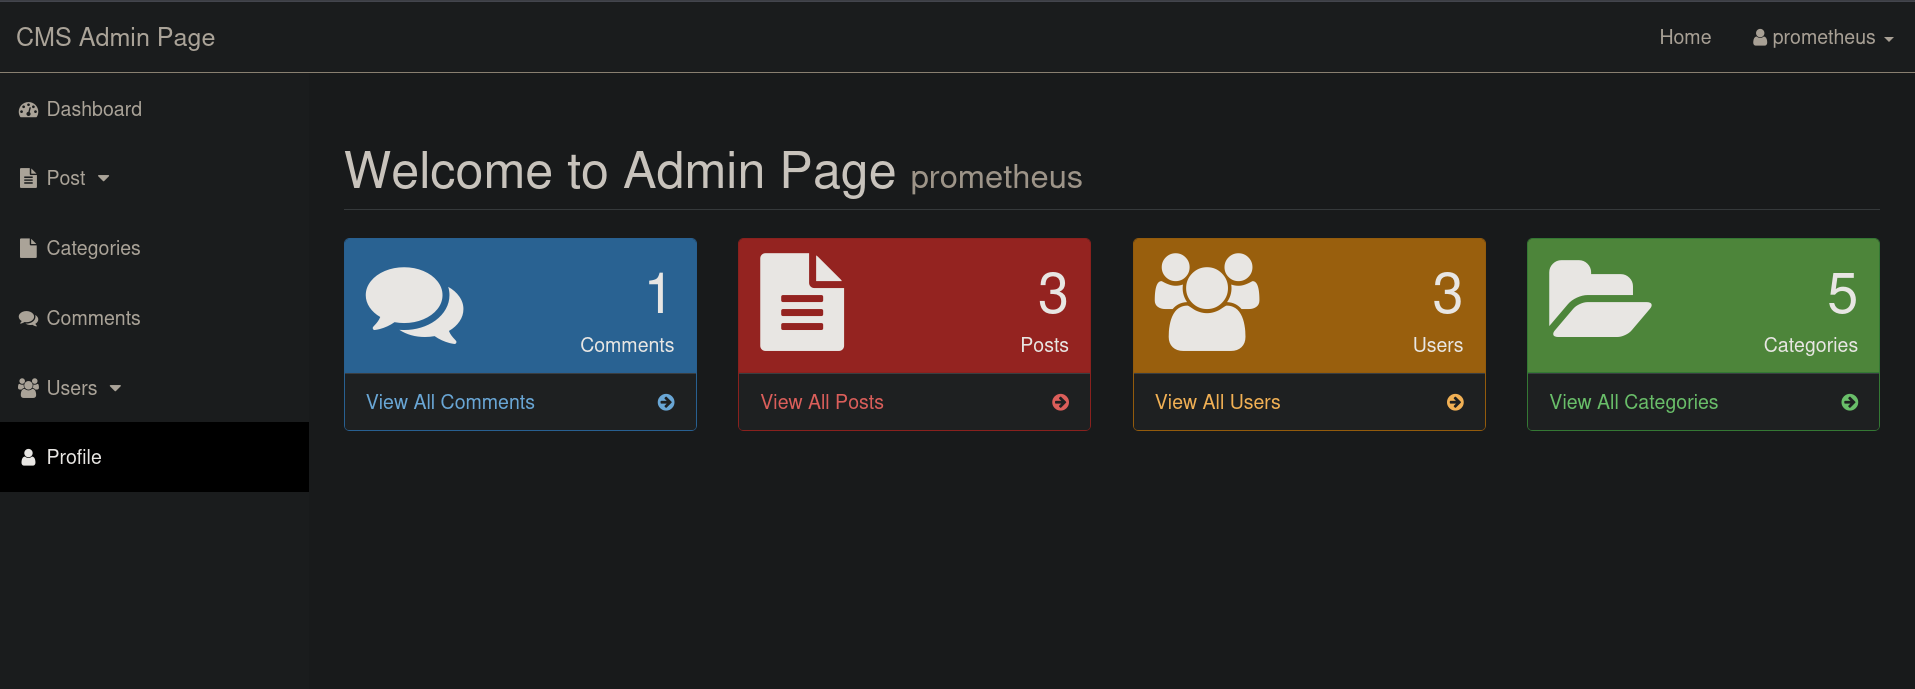 CMS Admin Page
Home
prometheus
Dashboard
Post
Categories
Comments
Users
Profile
Welcome to Admin Page prometheus
1
Comments
View All Comments
3
Posts
View All Posts
3
Users
View All Users
5
Categories
View All Categories